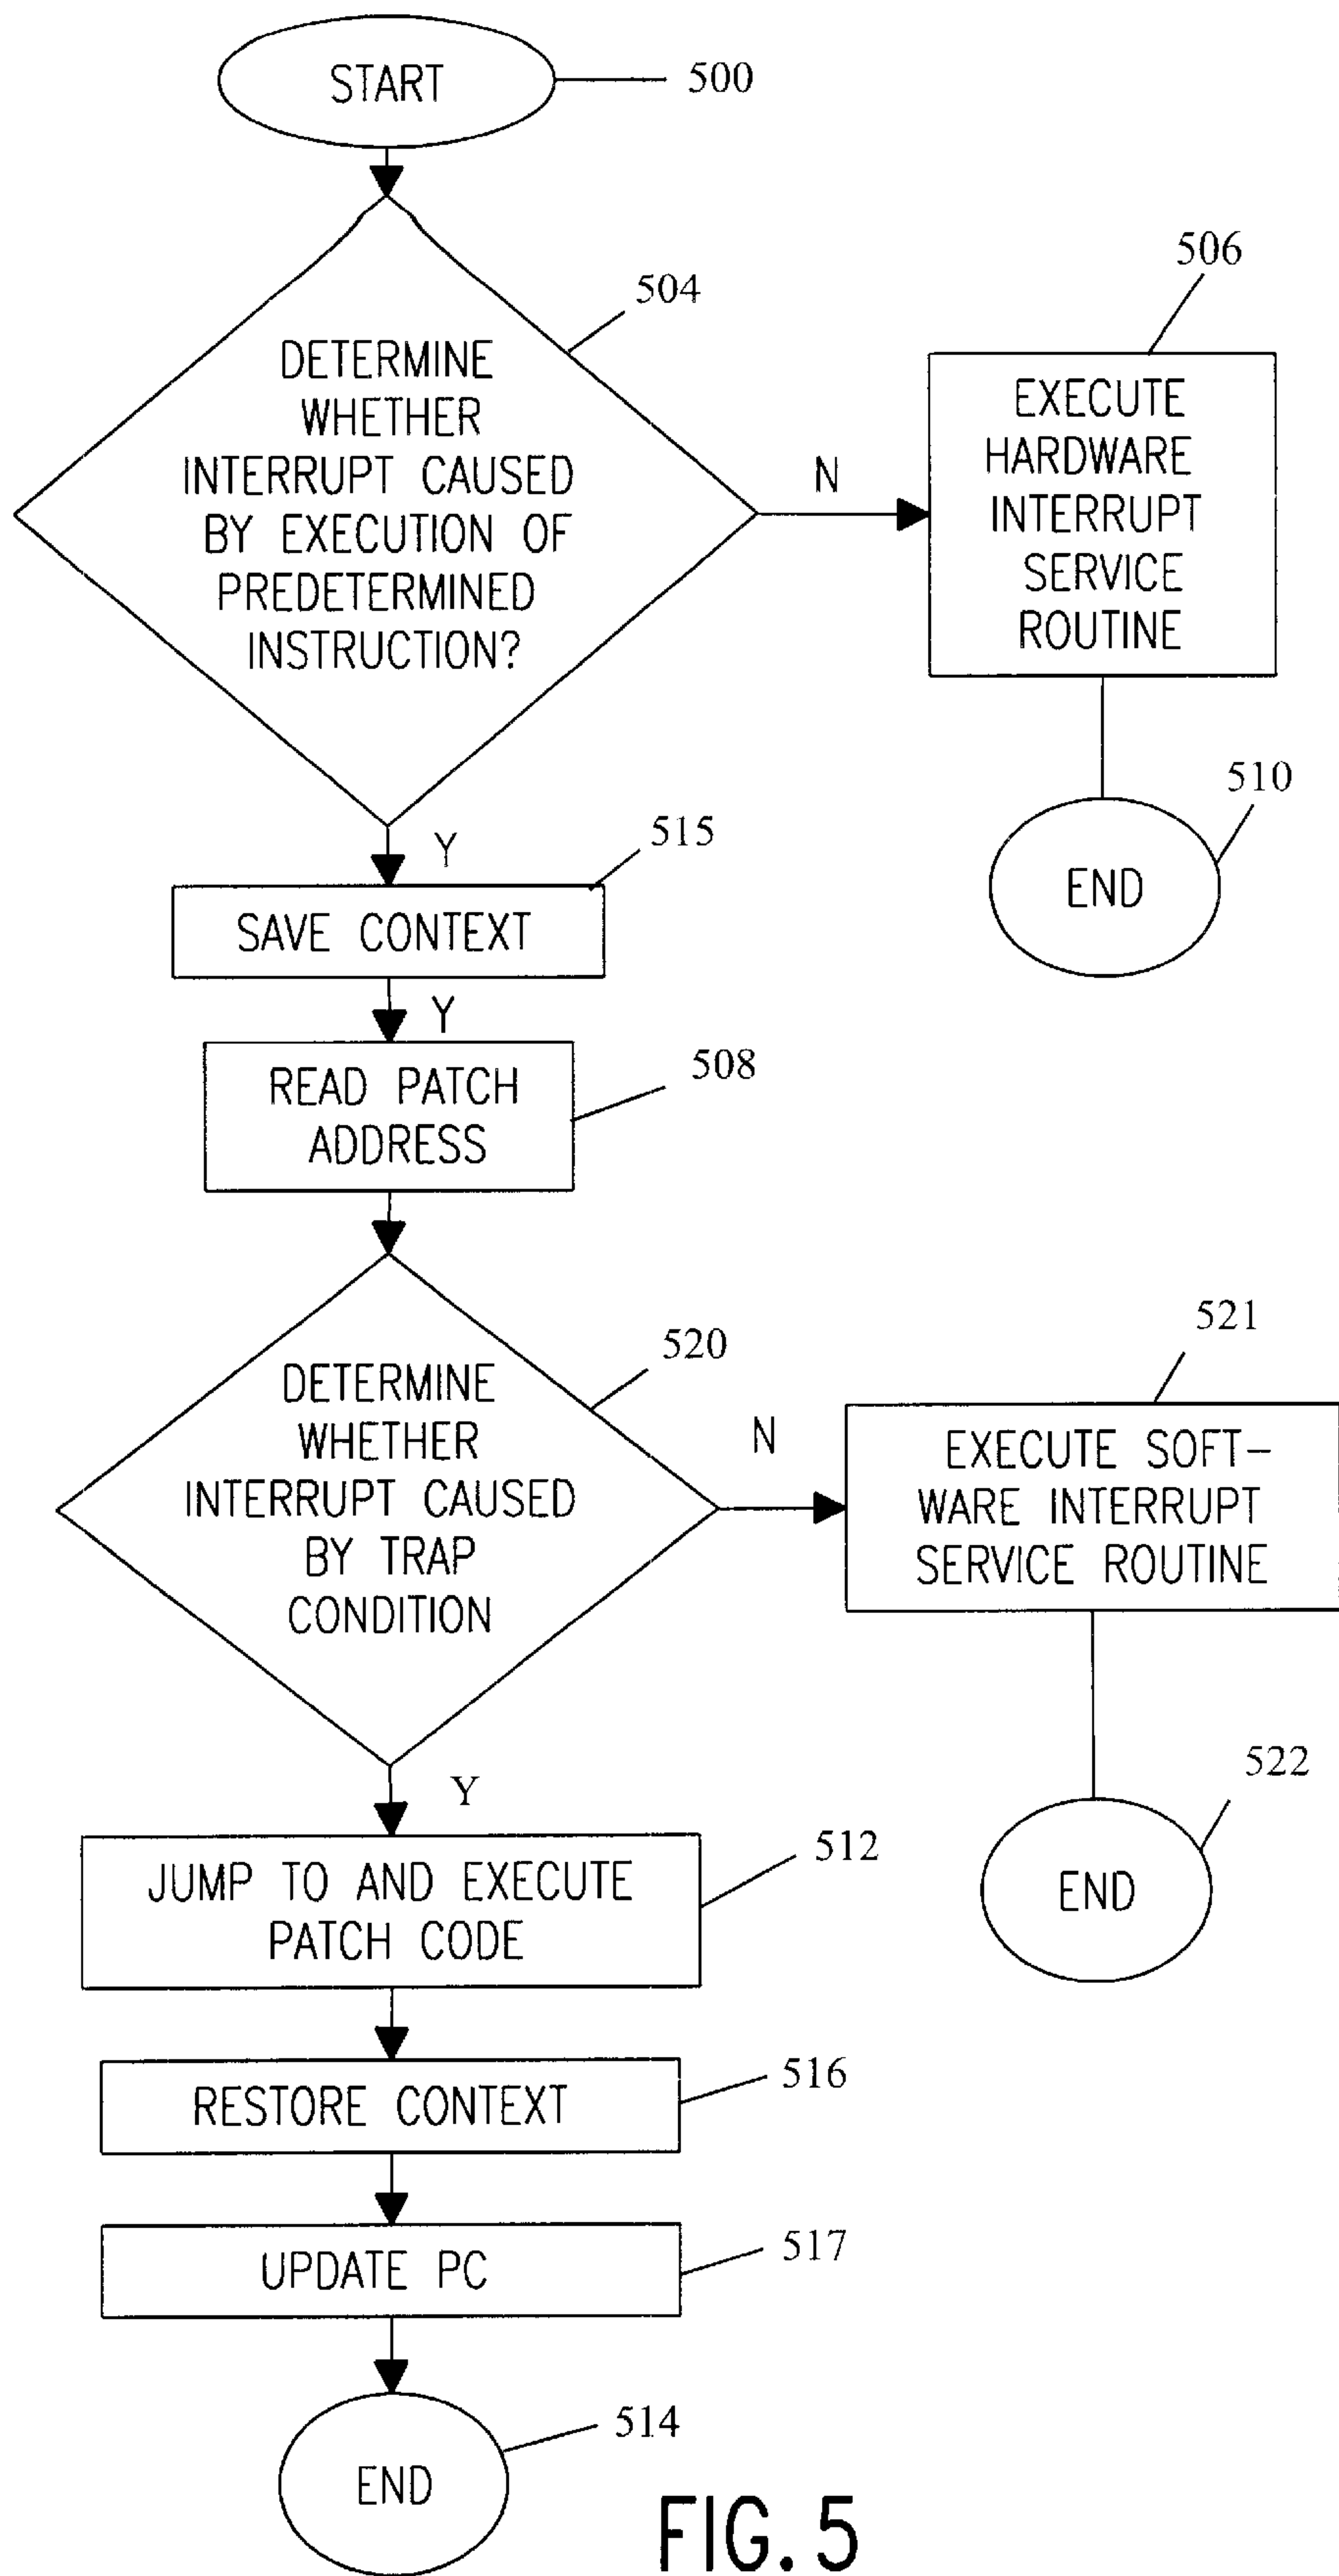 START
500
504
DETERMINE
WHETHER
INTERRUPT CAUSED
BY EXECUTION OF
PREDETERMINED
INSTRUCTION?
N
506
EXECUTE
HARDWARE
INTERRUPT
SERVICE
ROUTINE
510
END
Y
515
SAVE CONTEXT
Y
508
READ PATCH
ADDRESS
520
DETERMINE
WHETHER
INTERRUPT CAUSED
BY TRAP
CONDITION
N
521
EXECUTE SOFT-
WARE INTERRUPT
SERVICE ROUTINE
522
END
Y
512
JUMP TO AND EXECUTE
PATCH CODE
516
RESTORE CONTEXT
517
UPDATE PC
514
END
FIG. 5